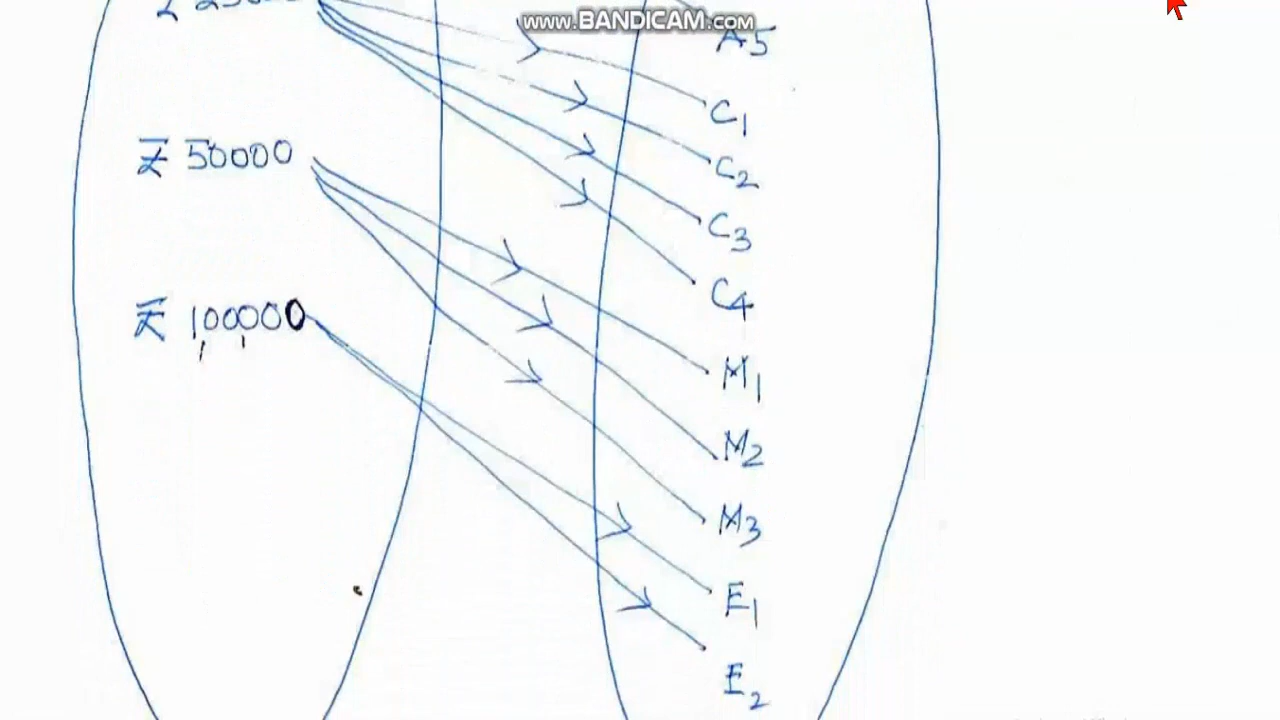 www.BANDICAM.com
A5
C1
₹ 50000
C2
C3
C4
₹ 100000
M1
M2
M3
E1
E2